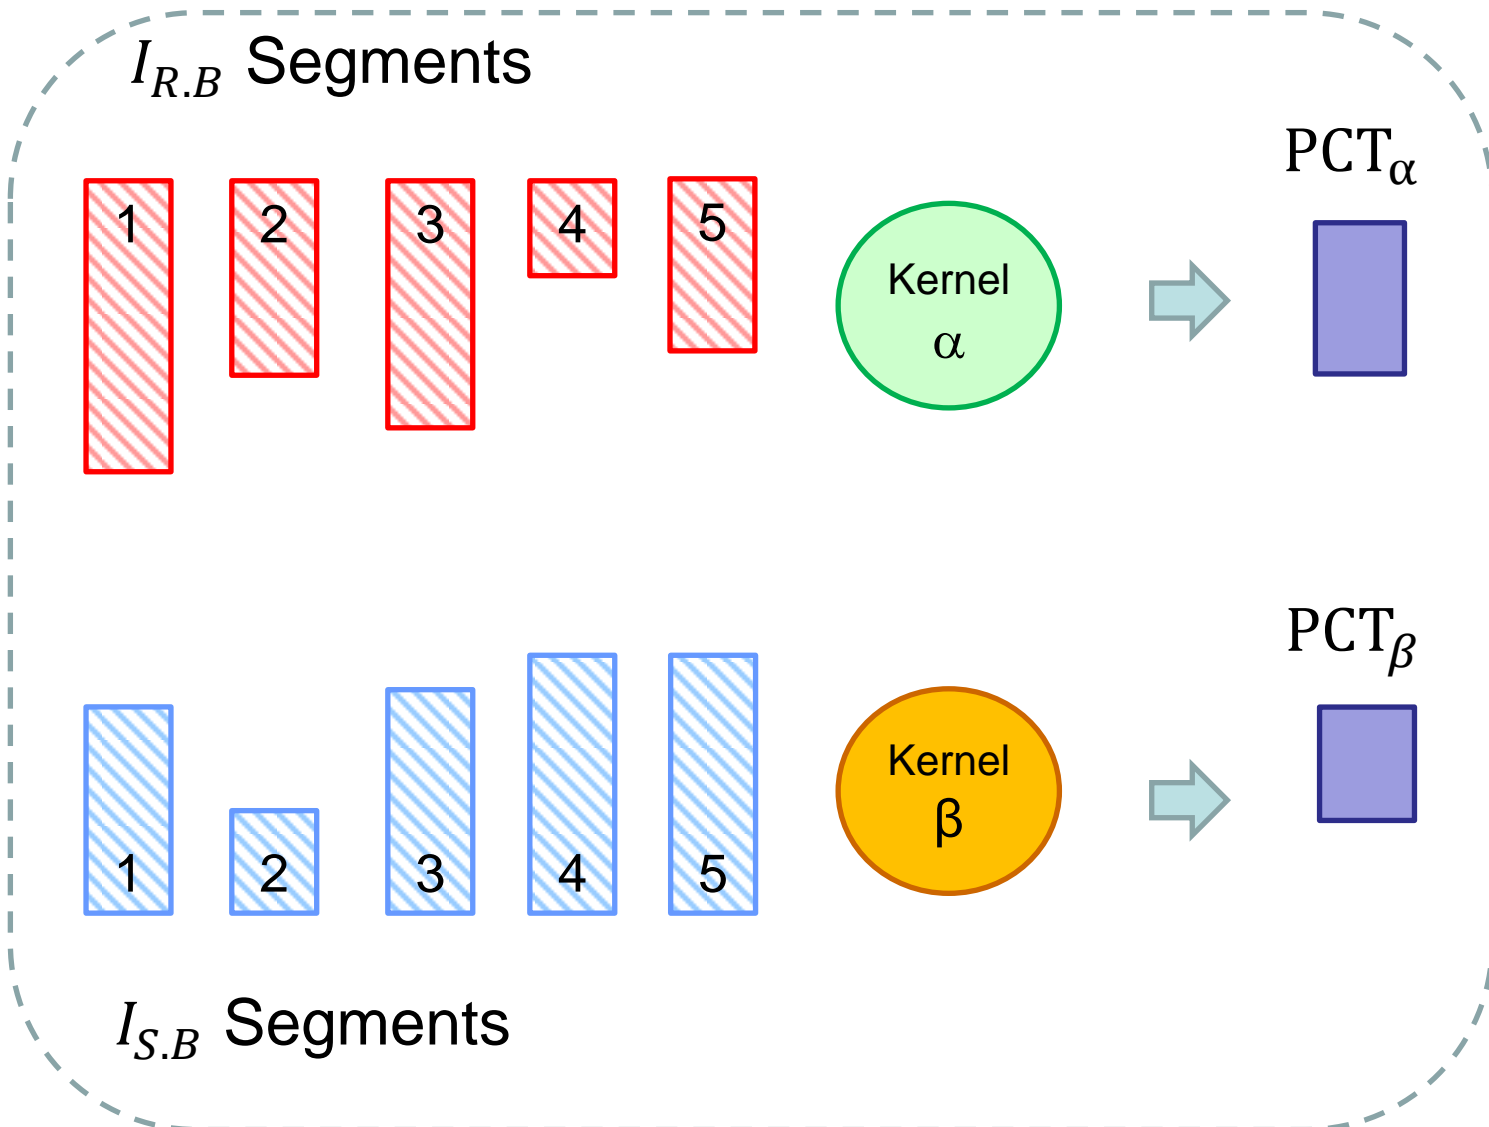 I_{R.B} Segments
PCT_α
1 2 3 4 5
Kernel
α
PCT_β
Kernel
β
1 2 3 4 5
I_{S.B} Segments